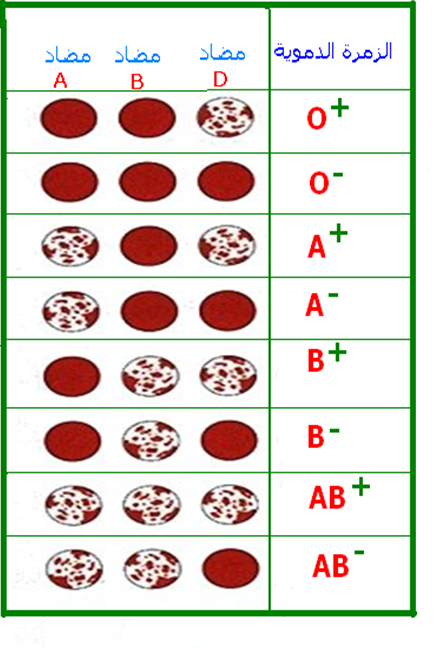 الزمرة الدموية
مضاد D
مضاد B
مضاد A
O+
O-
A+
A-
B+
B-
AB+
AB-